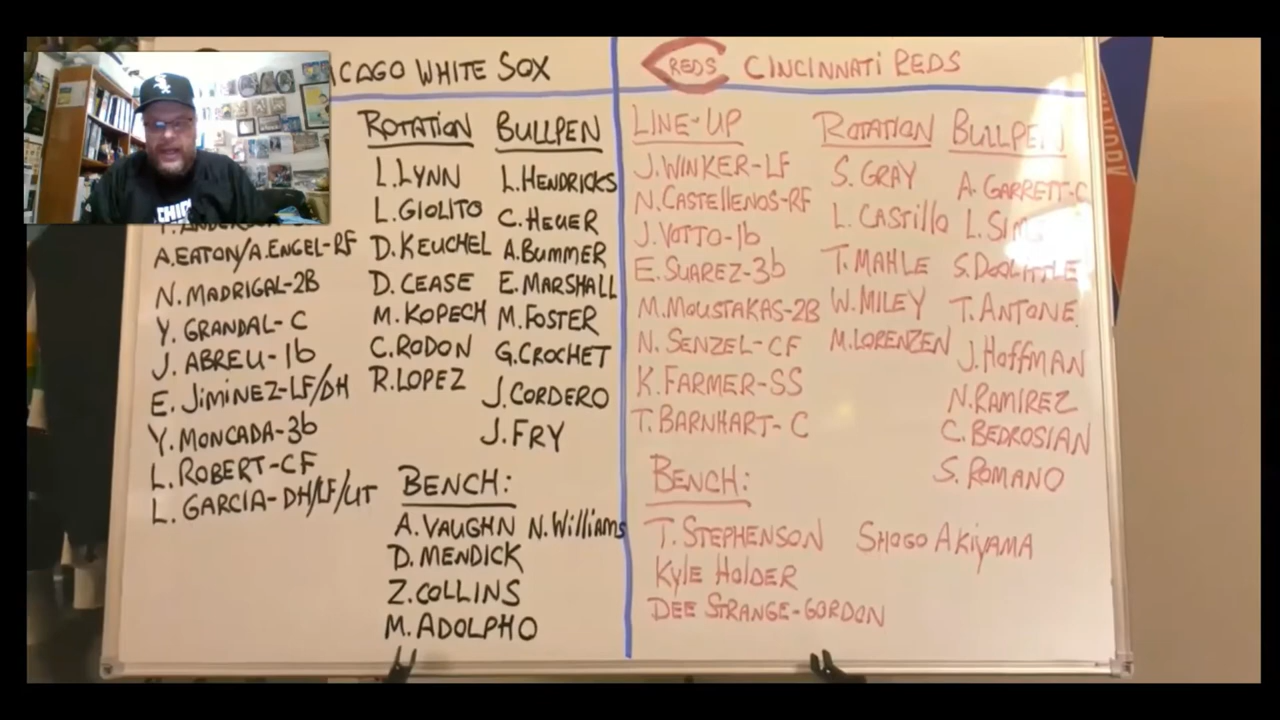 CAGO WHITE SOX
ROTATION
L.LYNN
L.GIOLITO
D.KEUCHEL
D.CEASE
M.KOPECH
C.RODON
R.LOPEZ
BULLPEN
L.HENDRICKS
C.HEUER
A.BUMMER
E.MARSHALL
M.FOSTER
G.CROCHET
J.CORDERO
J.FRY
A.EATON/A.ENGEL-RF
N.MADRIGAL-2B
Y.GRANDAL-C
J.ABREU-1b
E.JiMINEZ-LF/DH
Y.MONCADA-3b
L.ROBERT-CF
L.GARCIA-DH/LF/UT
BENCH:
A.VAUGHN N.Williams
D.MENDICK
Z.COLLINS
M.ADOLPHO
REDS CINCINNATi REDS
LINE-UP
J.WINKER-LF
N.CASTELLENOS-RF
J.VOTTO-1b
E.SUAREZ-3b
M.MOUSTAKAS-2B
N.SENZEL-CF
K.FARMER-SS
T.BARNHART-C
ROTATION
S.GRAY
L.CASTillo
T.MAHLE
W.MILEY
M.LORENZEN
BULLPEN
A.GARRETT-C
L.SIMS
S.DOOLITTLE
T.ANTONE
J.HoffMAN
N.RAMIREZ
C.BEDROSIAN
S.ROMANO
BENCH:
T.STEPHENSON SHOGO AKiYAMA
Kyle HolDER
DEE STRANGE-GORDON